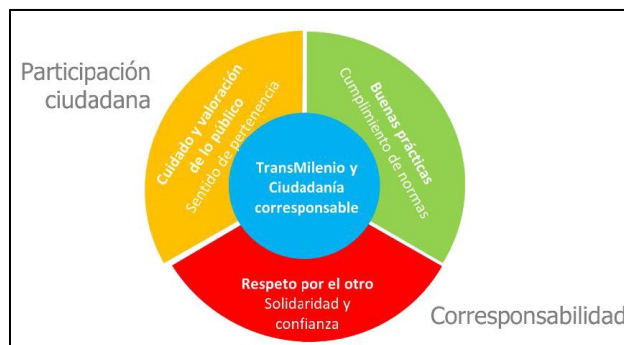 Participación
ciudadana
Cuidado y valoración
de lo público
Sentido de pertenencia
Buenas prácticas
Cumplimiento de normas
TransMilenio y
Ciudadanía
corresponsable
Respeto por el otro
Solidaridad y
confianza
Corresponsabilidad